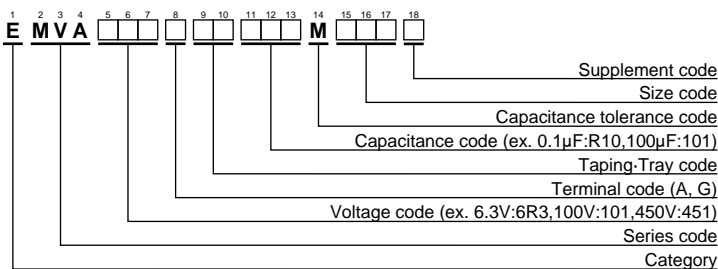 1 2 3 4 5 6 7 8 9 10 11 12 13 14 15 16 17 18
E M V A □ □ □ □ □ □ □ □ □ M □ □ □ □
Supplement code
Size code
Capacitance tolerance code
Capacitance code (ex. 0.1µF:R10,100µF:101)
Taping·Tray code
Terminal code (A, G)
Voltage code (ex. 6.3V:6R3,100V:101,450V:451)
Series code
Category